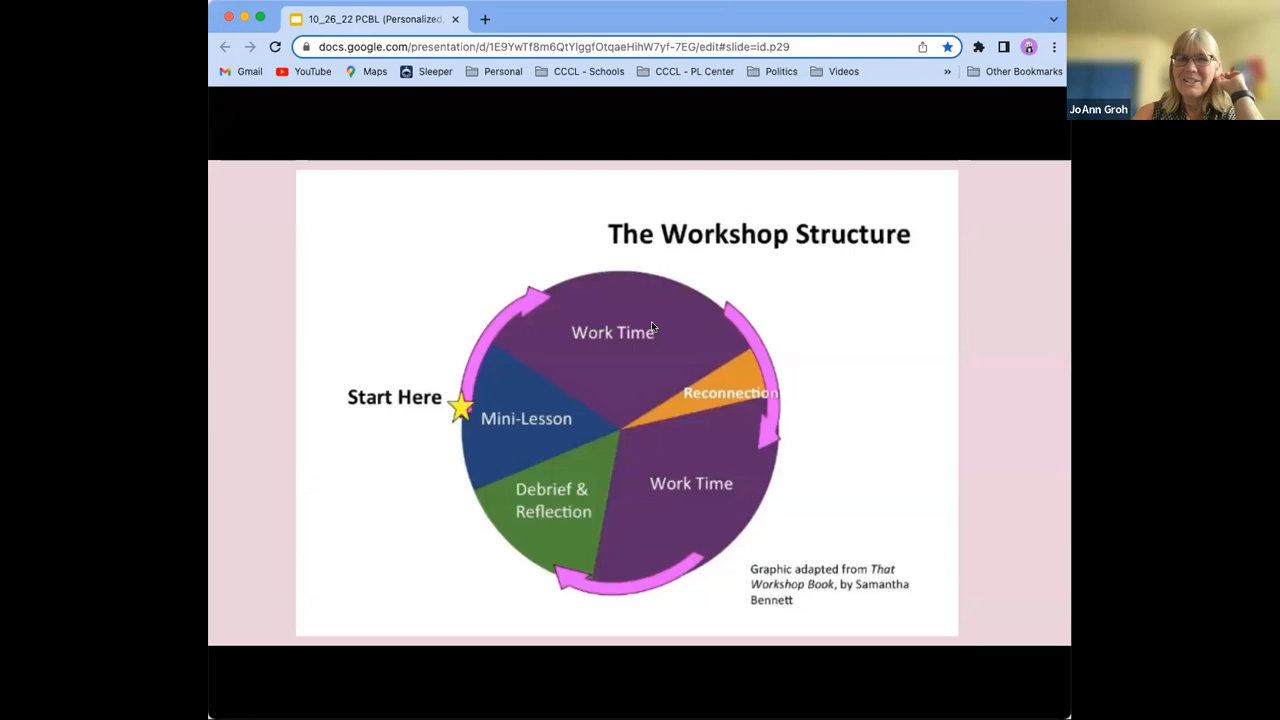 10_26_22 PCBL (Personalized,
docs.google.com/presentation/d/1E9YwTf8m6QtYlggfOtqaeHihW7yf-7EG/edit#slide=id.p29
Gmail YouTube Maps Sleeper Personal CCCL - Schools CCCL - PL Center Politics Videos » Other Bookmarks
JoAnn Groh
The Workshop Structure
Work Time
Reconnection
Start Here
Mini-Lesson
Work Time
Debrief &
Reflection
Graphic adapted from That
Workshop Book, by Samantha
Bennett